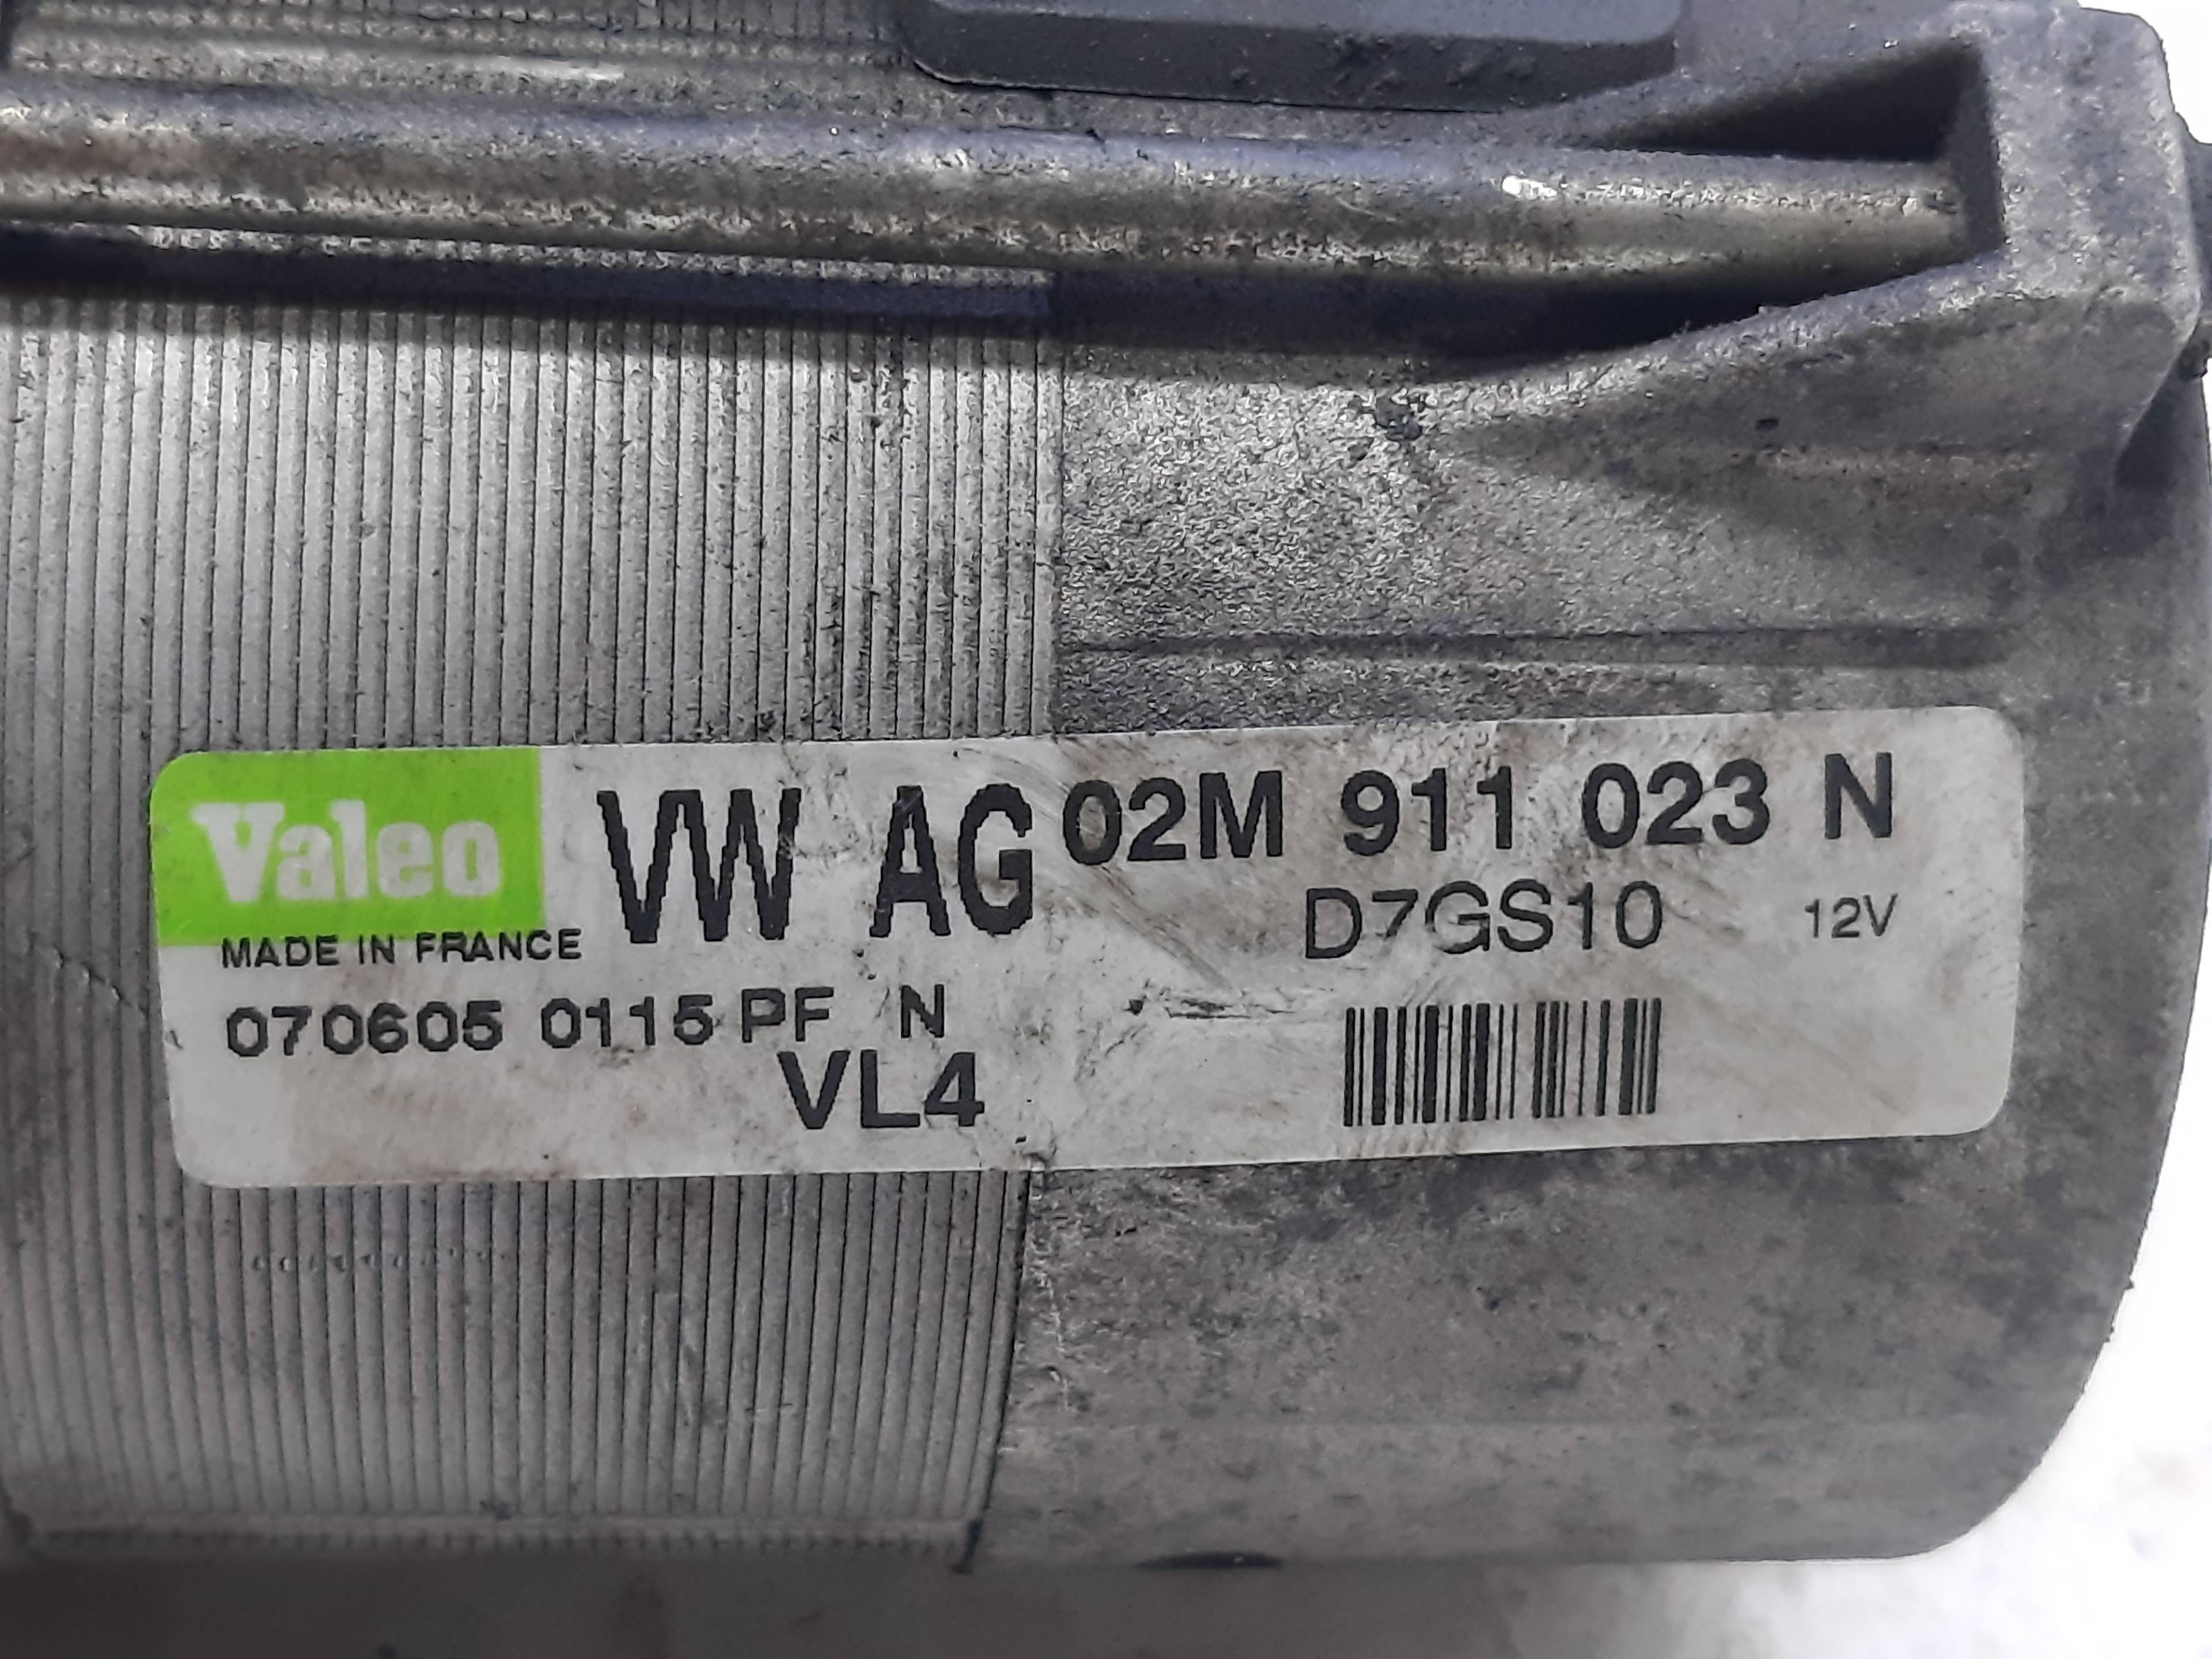 Valeo VW AG 02M 911 023 N
MADE IN FRANCE D7GS10 12V
070605 0115 PF N
VL4